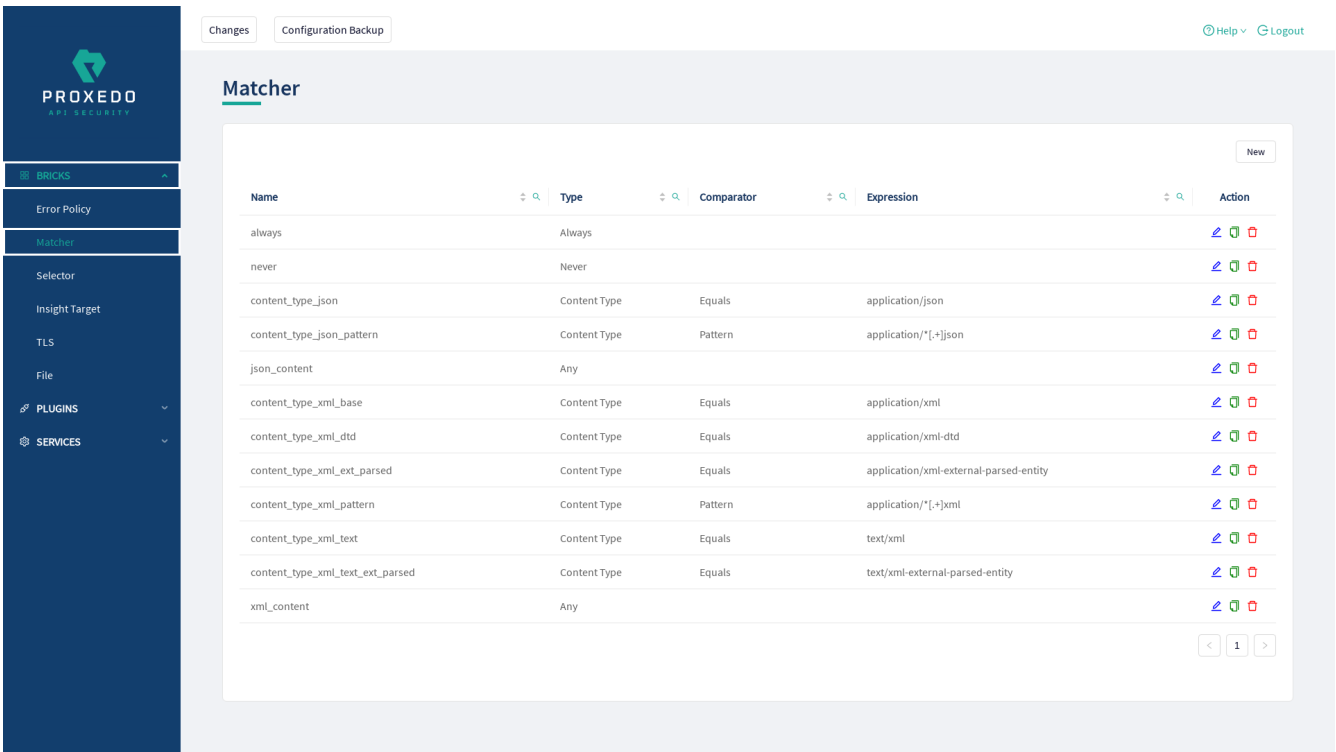 Changes Configuration Backup Help Logout
PROXEDO
API SECURITY
BRICKS
Error Policy
Matcher
Selector
Insight Target
TLS
File
PLUGINS
SERVICES
Matcher
New
Name Type Comparator Expression Action
always Always
never Never
content_type_json Content Type Equals application/json
content_type_json_pattern Content Type Pattern application/*[.+]json
json_content Any
content_type_xml_base Content Type Equals application/xml
content_type_xml_dtd Content Type Equals application/xml-dtd
content_type_xml_ext_parsed Content Type Equals application/xml-external-parsed-entity
content_type_xml_pattern Content Type Pattern application/*[.+]xml
content_type_xml_text Content Type Equals text/xml
content_type_xml_text_ext_parsed Content Type Equals text/xml-external-parsed-entity
xml_content Any
< 1 >